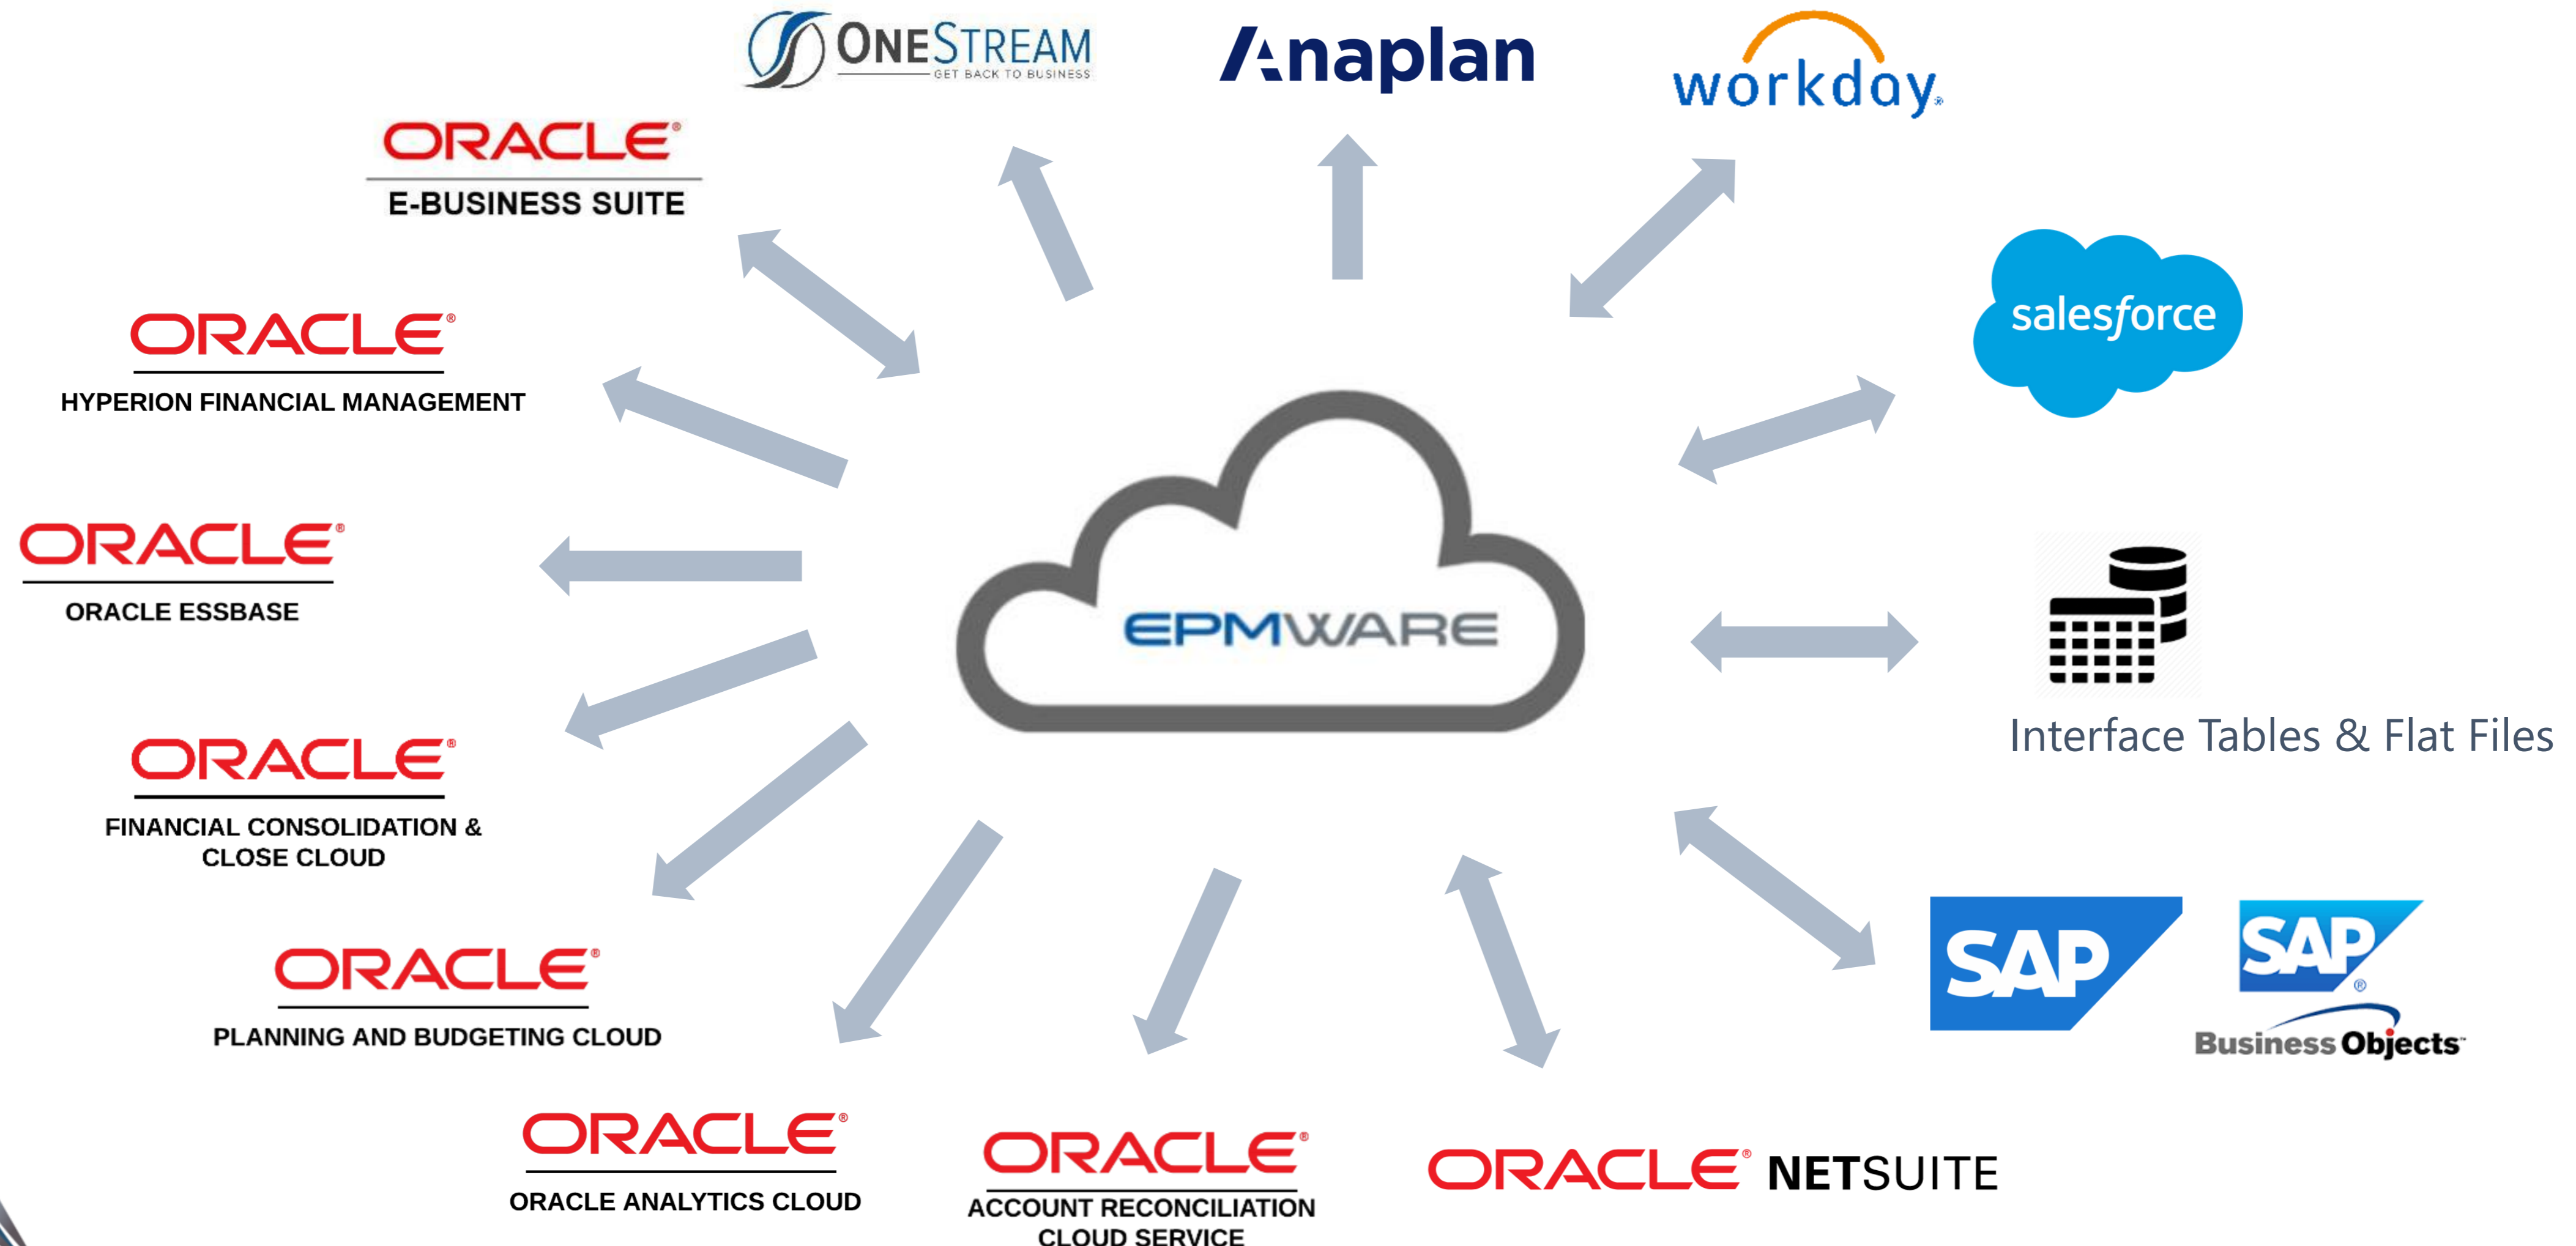 ONESTREAM
GET BACK TO BUSINESS
Anaplan
workday®
ORACLE®
E-BUSINESS SUITE
salesforce
ORACLE®
HYPERION FINANCIAL MANAGEMENT
ORACLE®
ORACLE ESSBASE
EPMWARE
Interface Tables & Flat Files
ORACLE®
FINANCIAL CONSOLIDATION &
CLOSE CLOUD
ORACLE®
PLANNING AND BUDGETING CLOUD
SAP
SAP®
Business Objects™
ORACLE®
ORACLE ANALYTICS CLOUD
ORACLE®
ACCOUNT RECONCILIATION
CLOUD SERVICE
ORACLE® NETSUITE